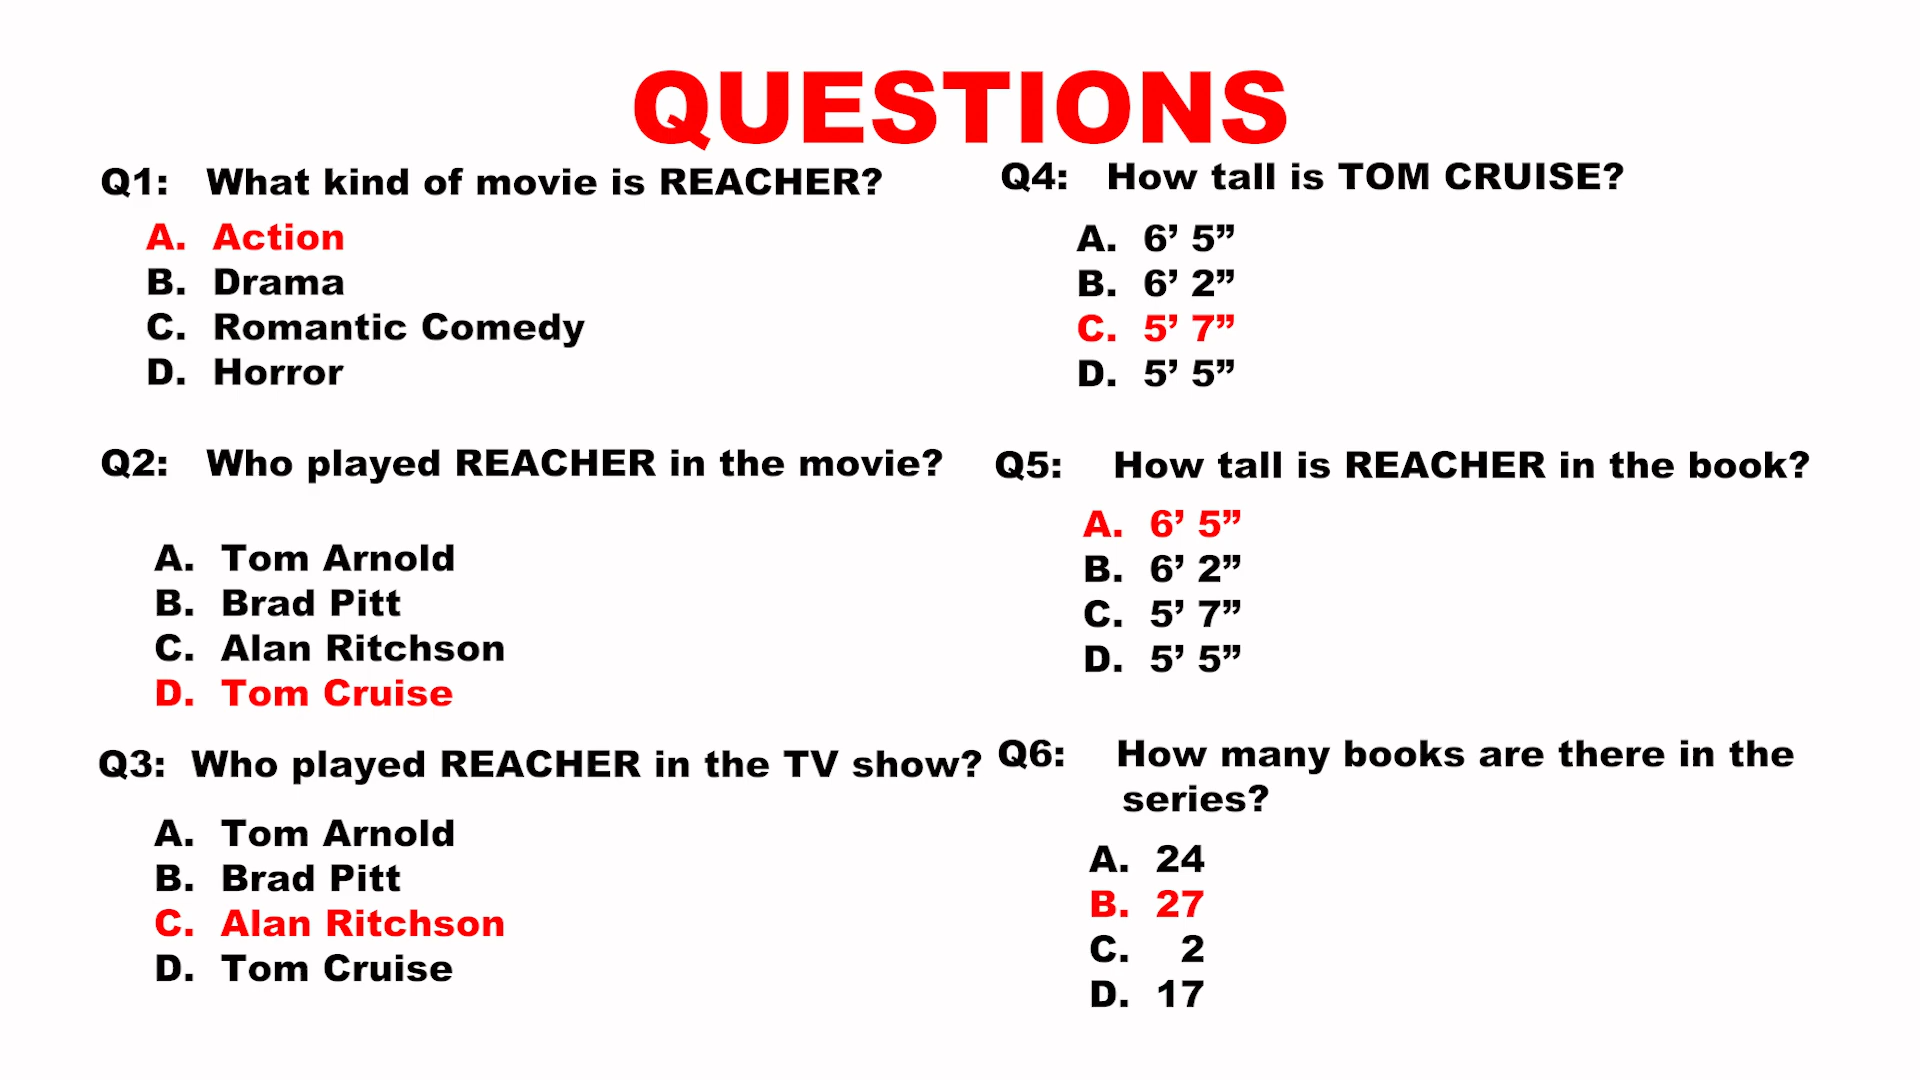 QUESTIONS
Q1: What kind of movie is REACHER?
A. Action
B. Drama
C. Romantic Comedy
D. Horror
Q2: Who played REACHER in the movie?
A. Tom Arnold
B. Brad Pitt
C. Alan Ritchson
D. Tom Cruise
Q3: Who played REACHER in the TV show?
A. Tom Arnold
B. Brad Pitt
C. Alan Ritchson
D. Tom Cruise
Q4: How tall is TOM CRUISE?
A. 6’ 5”
B. 6’ 2”
C. 5’ 7”
D. 5’ 5”
Q5: How tall is REACHER in the book?
A. 6’ 5”
B. 6’ 2”
C. 5’ 7”
D. 5’ 5”
Q6: How many books are there in the
series?
A. 24
B. 27
C. 2
D. 17